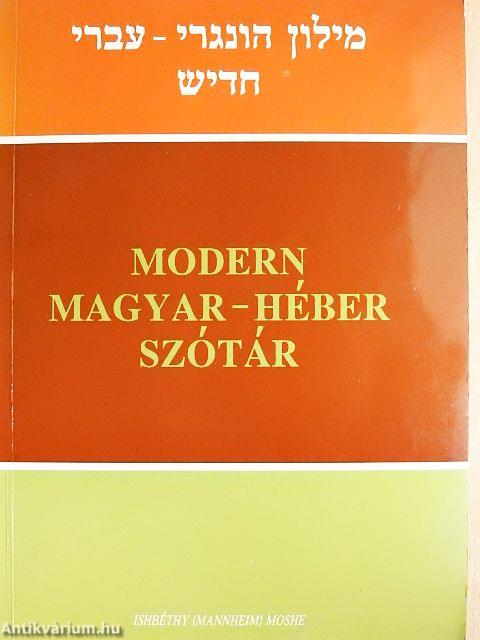 מילון הונגרי - עברי
חדיש
MODERN
MAGYAR-HÉBER
SZÓTÁR
ISHBÉTHY (MANNHEIM) MOSHE
Antikvárium.hu